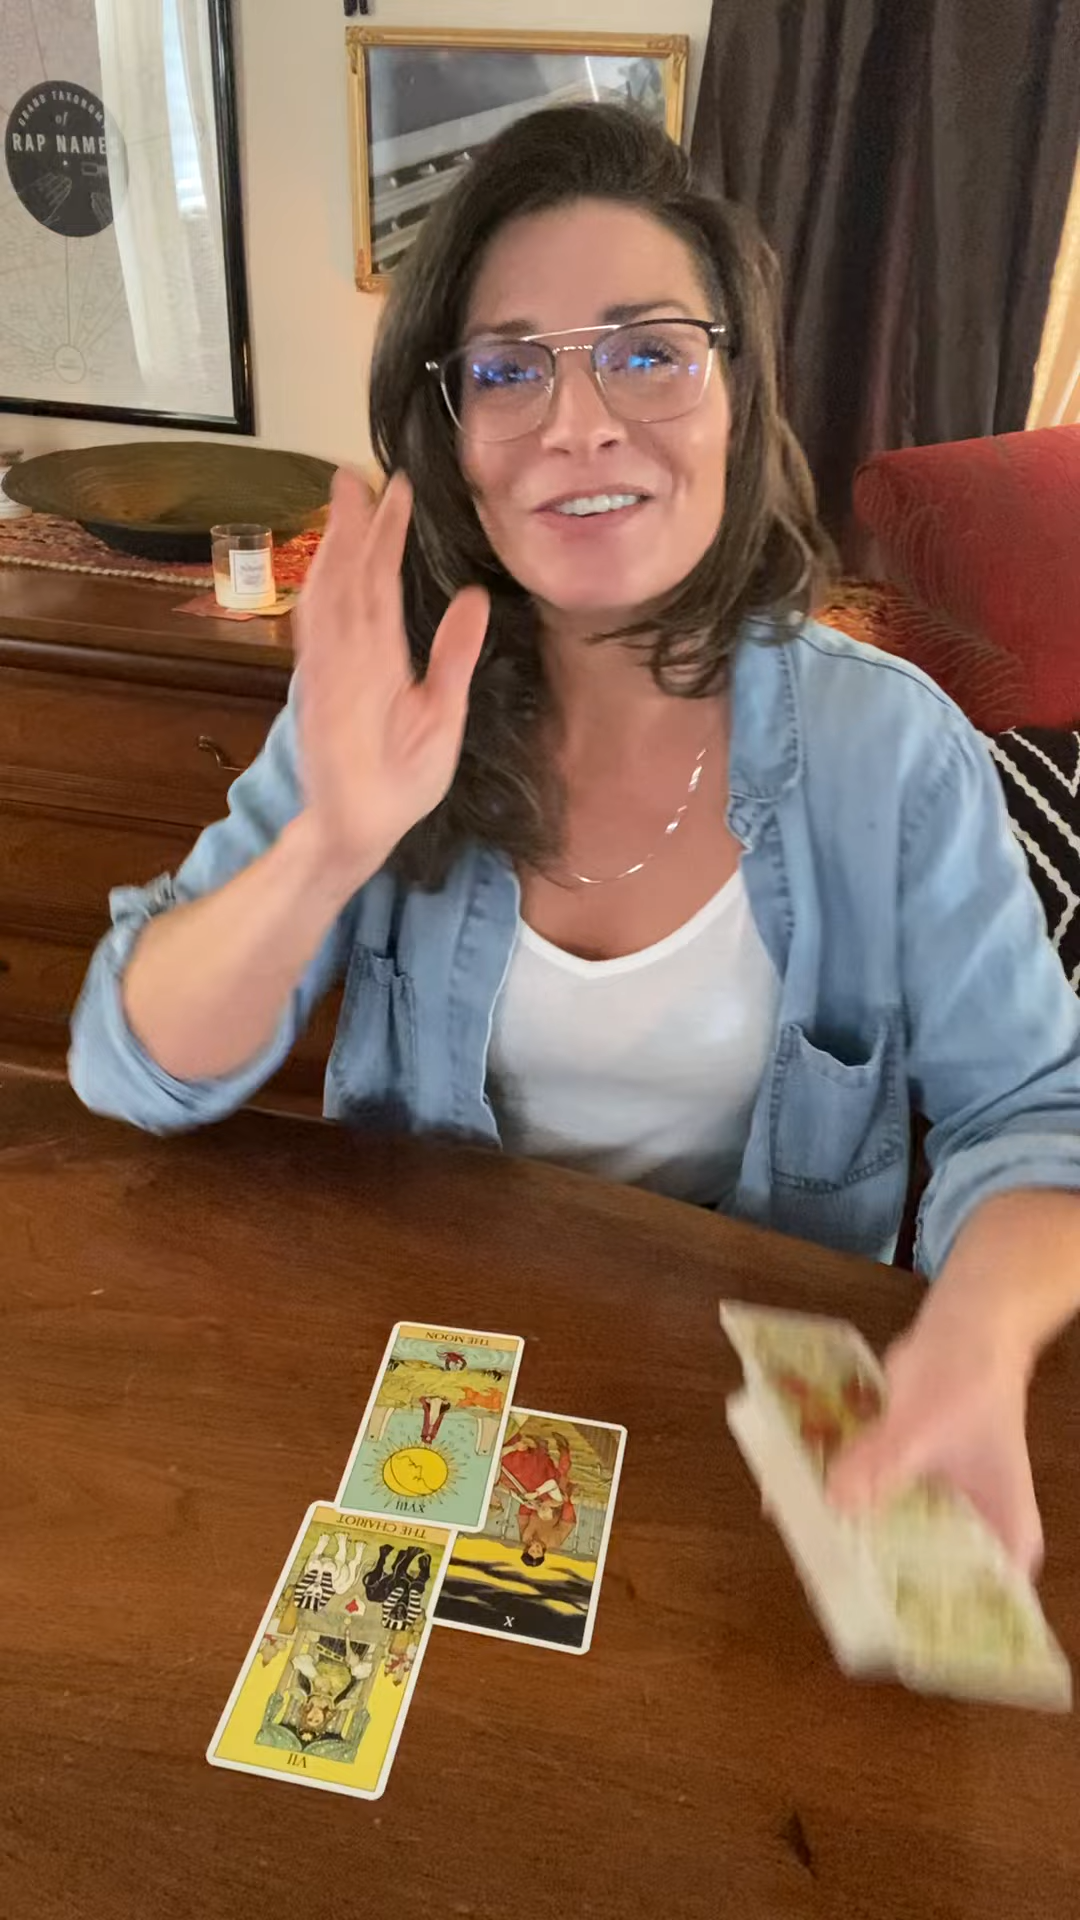 GRAND TAXONOMY
of
RAP NAMES
THE MOON
XVIII
X
THE CHARIOT
VII